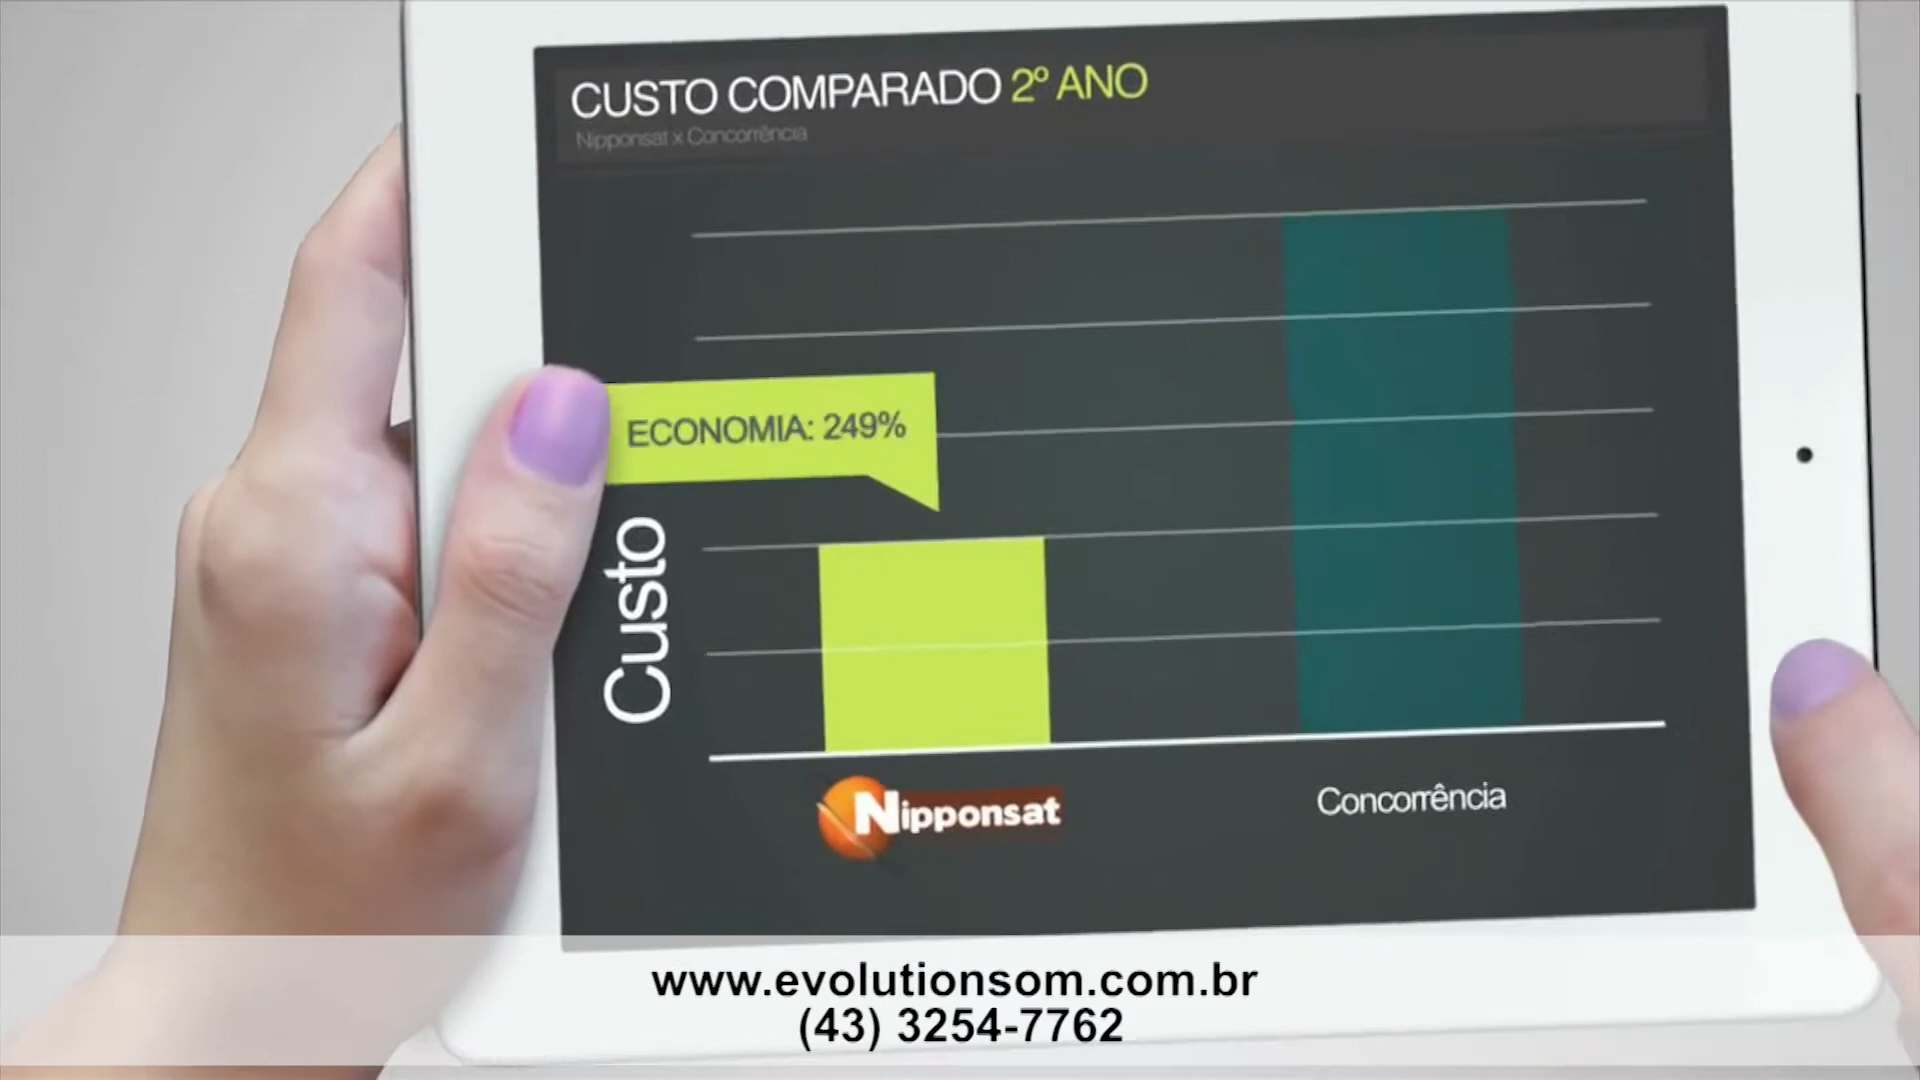 CUSTO COMPARADO 2º ANO
Nipponsat x Concorrência
ECONOMIA: 249%
Custo
Nipponsat
Concorrência
www.evolutionsom.com.br
(43) 3254-7762